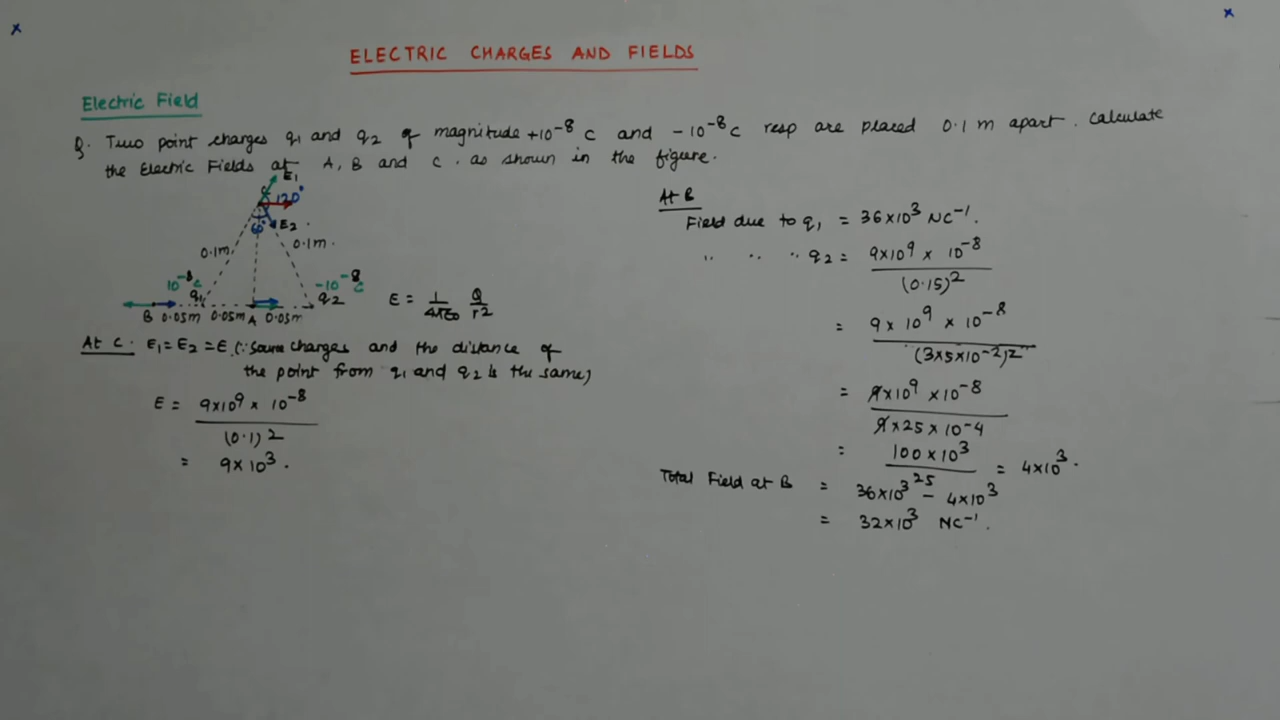 x
x
ELECTRIC CHARGES AND FIELDS
Electric Field
Q. Two point charges q₁ and q₂ of magnitude +10⁻⁸ C and -10⁻⁸ C resp are placed 0.1 m apart. Calculate
the Electric Fields at A, B and C. as shown in the figure.
E₁
C
120°
60°
E₂
0.1m
0.1m.
10⁻⁸C
-10⁻⁸C
q₁
q₂
B 0.05m 0.05m A 0.05m
E = 1/4πε₀ Q/r²
At C. E₁ = E₂ = E (∵ same charges and the distance of
the point from q₁ and q₂ is the same)
E = 9×10⁹ × 10⁻⁸ / (0.1)²
= 9×10³.
At B
Field due to q₁ = 36×10³ NC⁻¹.
" " " q₂ = 9×10⁹ × 10⁻⁸ / (0.15)²
= 9×10⁹ × 10⁻⁸ / (3×5×10⁻²)²
= 9×10⁹ ×10⁻⁸ / 9×25×10⁻⁴
= 100×10³ / 25 = 4×10³.
Total Field at B = 36×10³ - 4×10³
= 32×10³ NC⁻¹.